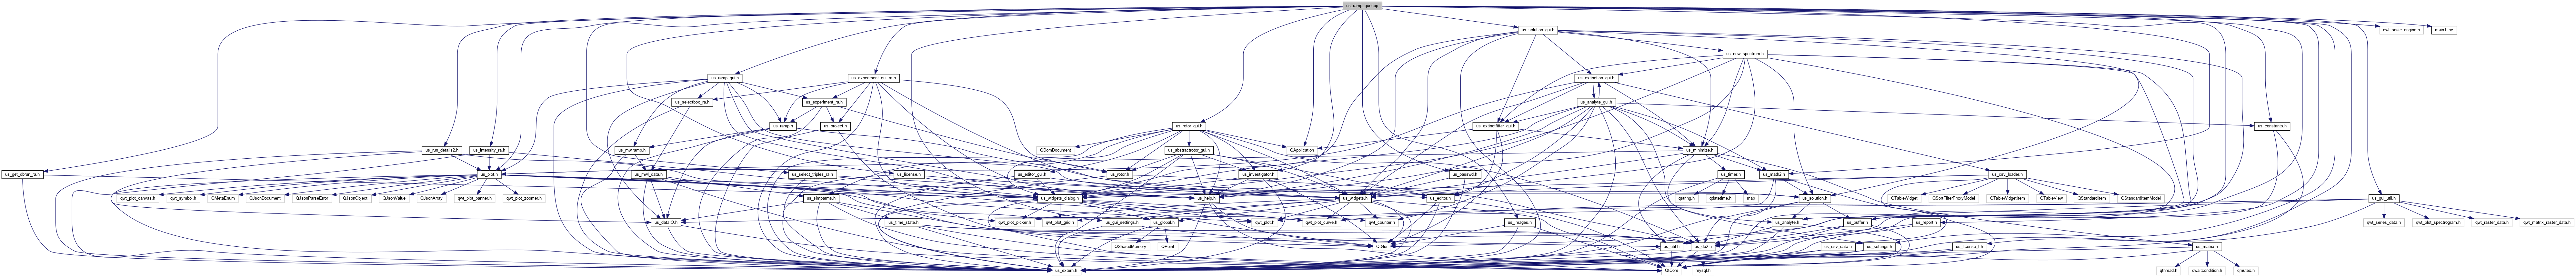 us_ramp_gui.cpp
us_solution_gui.h
qwt_scale_engine.h
main1.inc
us_new_spectrum.h
us_ramp_gui.h
us_experiment_gui_ra.h
us_extinction_gui.h
us_selectbox_ra.h
us_experiment_ra.h
us_analyte_gui.h
us_ramp.h
us_project.h
us_rotor_gui.h
us_extinctfilter_gui.h
us_constants.h
us_run_details2.h
us_intensity_ra.h
us_mwlramp.h
QDomDocument
us_abstractrotor_gui.h
QApplication
us_minimize.h
us_get_dbrun_ra.h
us_plot.h
us_mwl_data.h
us_select_triples_ra.h
us_license.h
us_editor_gui.h
us_rotor.h
us_investigator.h
us_passwd.h
us_timer.h
us_math2.h
us_csv_loader.h
qwt_plot_canvas.h
qwt_symbol.h
QMetaEnum
QJsonDocument
QJsonParseError
QJsonObject
QJsonValue
QJsonArray
qwt_plot_panner.h
qwt_plot_zoomer.h
us_simparms.h
us_widgets_dialog.h
us_help.h
us_widgets.h
us_editor.h
qstring.h
qdatetime.h
map
us_solution.h
QTableWidget
QSortFilterProxyModel
QTableWidgetItem
QTableView
QStandardItem
QStandardItemModel
us_gui_util.h
us_dataIO.h
us_time_state.h
qwt_plot_picker.h
qwt_plot_grid.h
us_gui_settings.h
us_global.h
qwt_plot.h
qwt_plot_curve.h
qwt_counter.h
us_images.h
us_analyte.h
us_buffer.h
us_report.h
qwt_series_data.h
qwt_plot_spectrogram.h
qwt_raster_data.h
qwt_matrix_raster_data.h
QSharedMemory
QPoint
QtGui
us_util.h
us_db2.h
us_csv_data.h
us_settings.h
us_license_t.h
us_matrix.h
us_extern.h
QtCore
mysql.h
qthread.h
qwaitcondition.h
qmutex.h